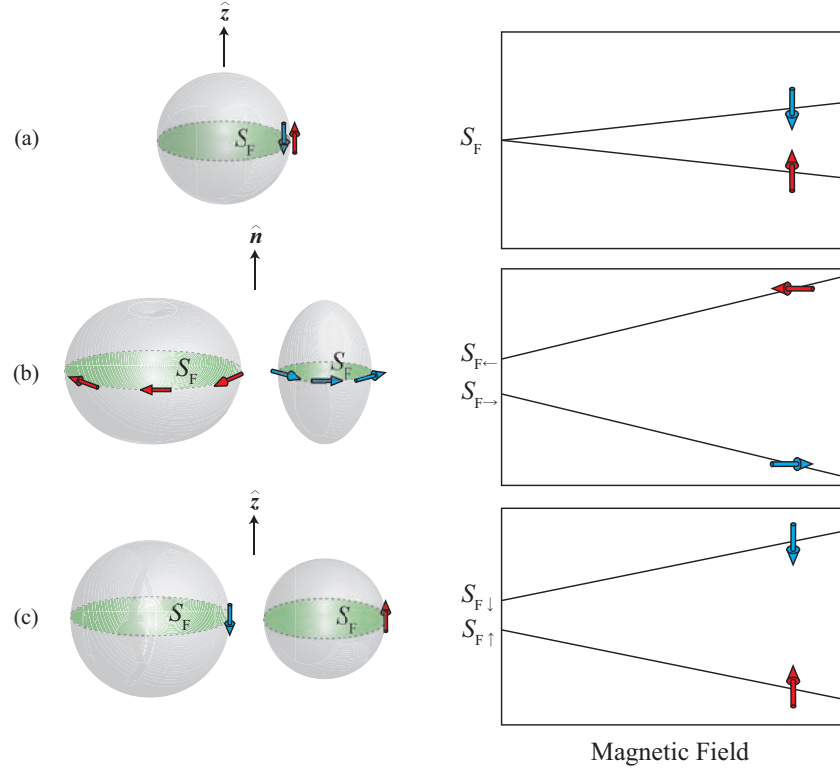 ẑ
(a)
S_F
S_F
n̂
(b)
S_F
S_F
S_F←
S_F→
ẑ
(c)
S_F
S_F
S_F↓
S_F↑
Magnetic Field